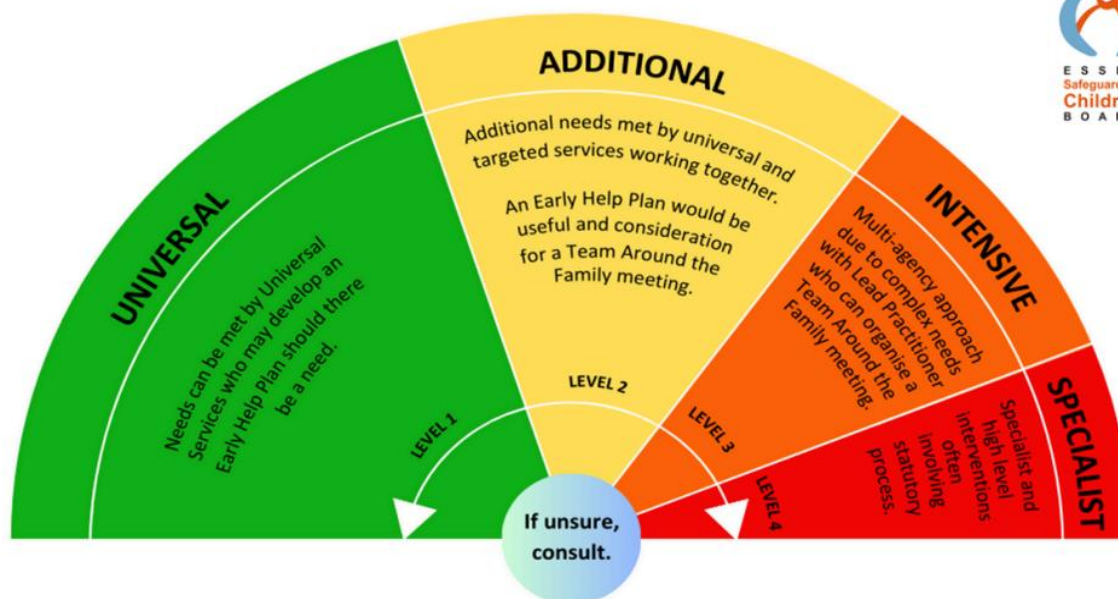 UNIVERSAL
Needs can be met by Universal
Services who may develop an
Early Help Plan should there
be a need.
LEVEL 1
ADDITIONAL
Additional needs met by universal and
targeted services working together.
An Early Help Plan would be
useful and consideration
for a Team Around the
Family meeting.
LEVEL 2
INTENSIVE
Multi-agency approach
due to complex needs
with Lead Practitioner
who can organise a
Team Around the
Family meeting.
LEVEL 3
SPECIALIST
Specialist and
high level
interventions
often
involving
statutory
process.
LEVEL 4
If unsure,
consult.